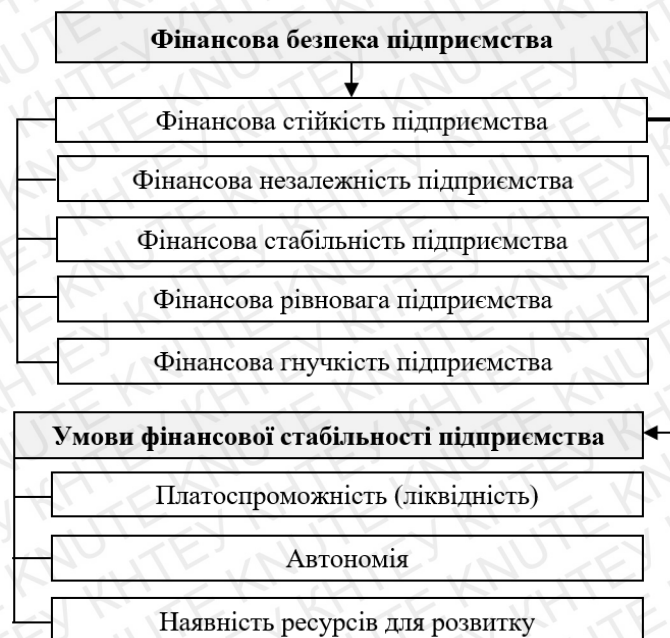 Фінансова безпека підприємства
Фінансова стійкість підприємства
Фінансова незалежність підприємства
Фінансова стабільність підприємства
Фінансова рівновага підприємства
Фінансова гнучкість підприємства
Умови фінансової стабільності підприємства
Платоспроможність (ліквідність)
Автономія
Наявність ресурсів для розвитку